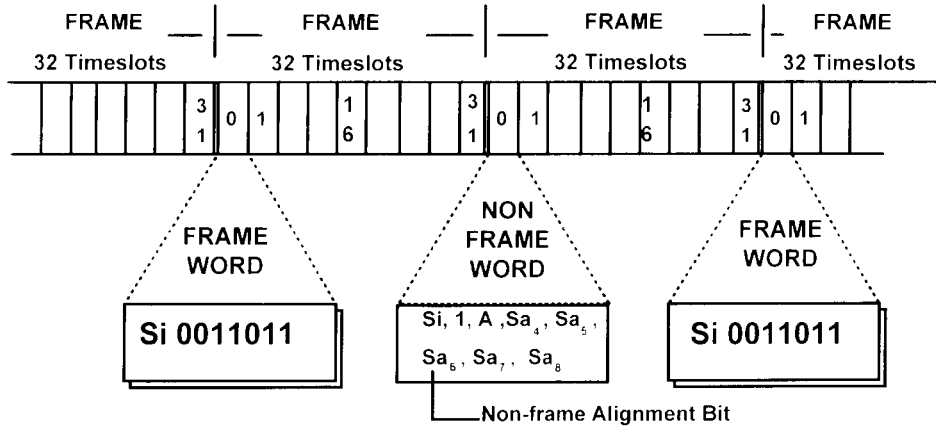 FRAME FRAME FRAME FRAME
32 Timeslots 32 Timeslots 32 Timeslots 32 Timeslots
31 0 1 16 31 0 1 16 31 0 1
FRAME
WORD
NON
FRAME
WORD
FRAME
WORD
Si 0011011
Si, 1, A ,Sa₄, Sa₅,
Sa₆, Sa₇, Sa₈
Si 0011011
Non-frame Alignment Bit